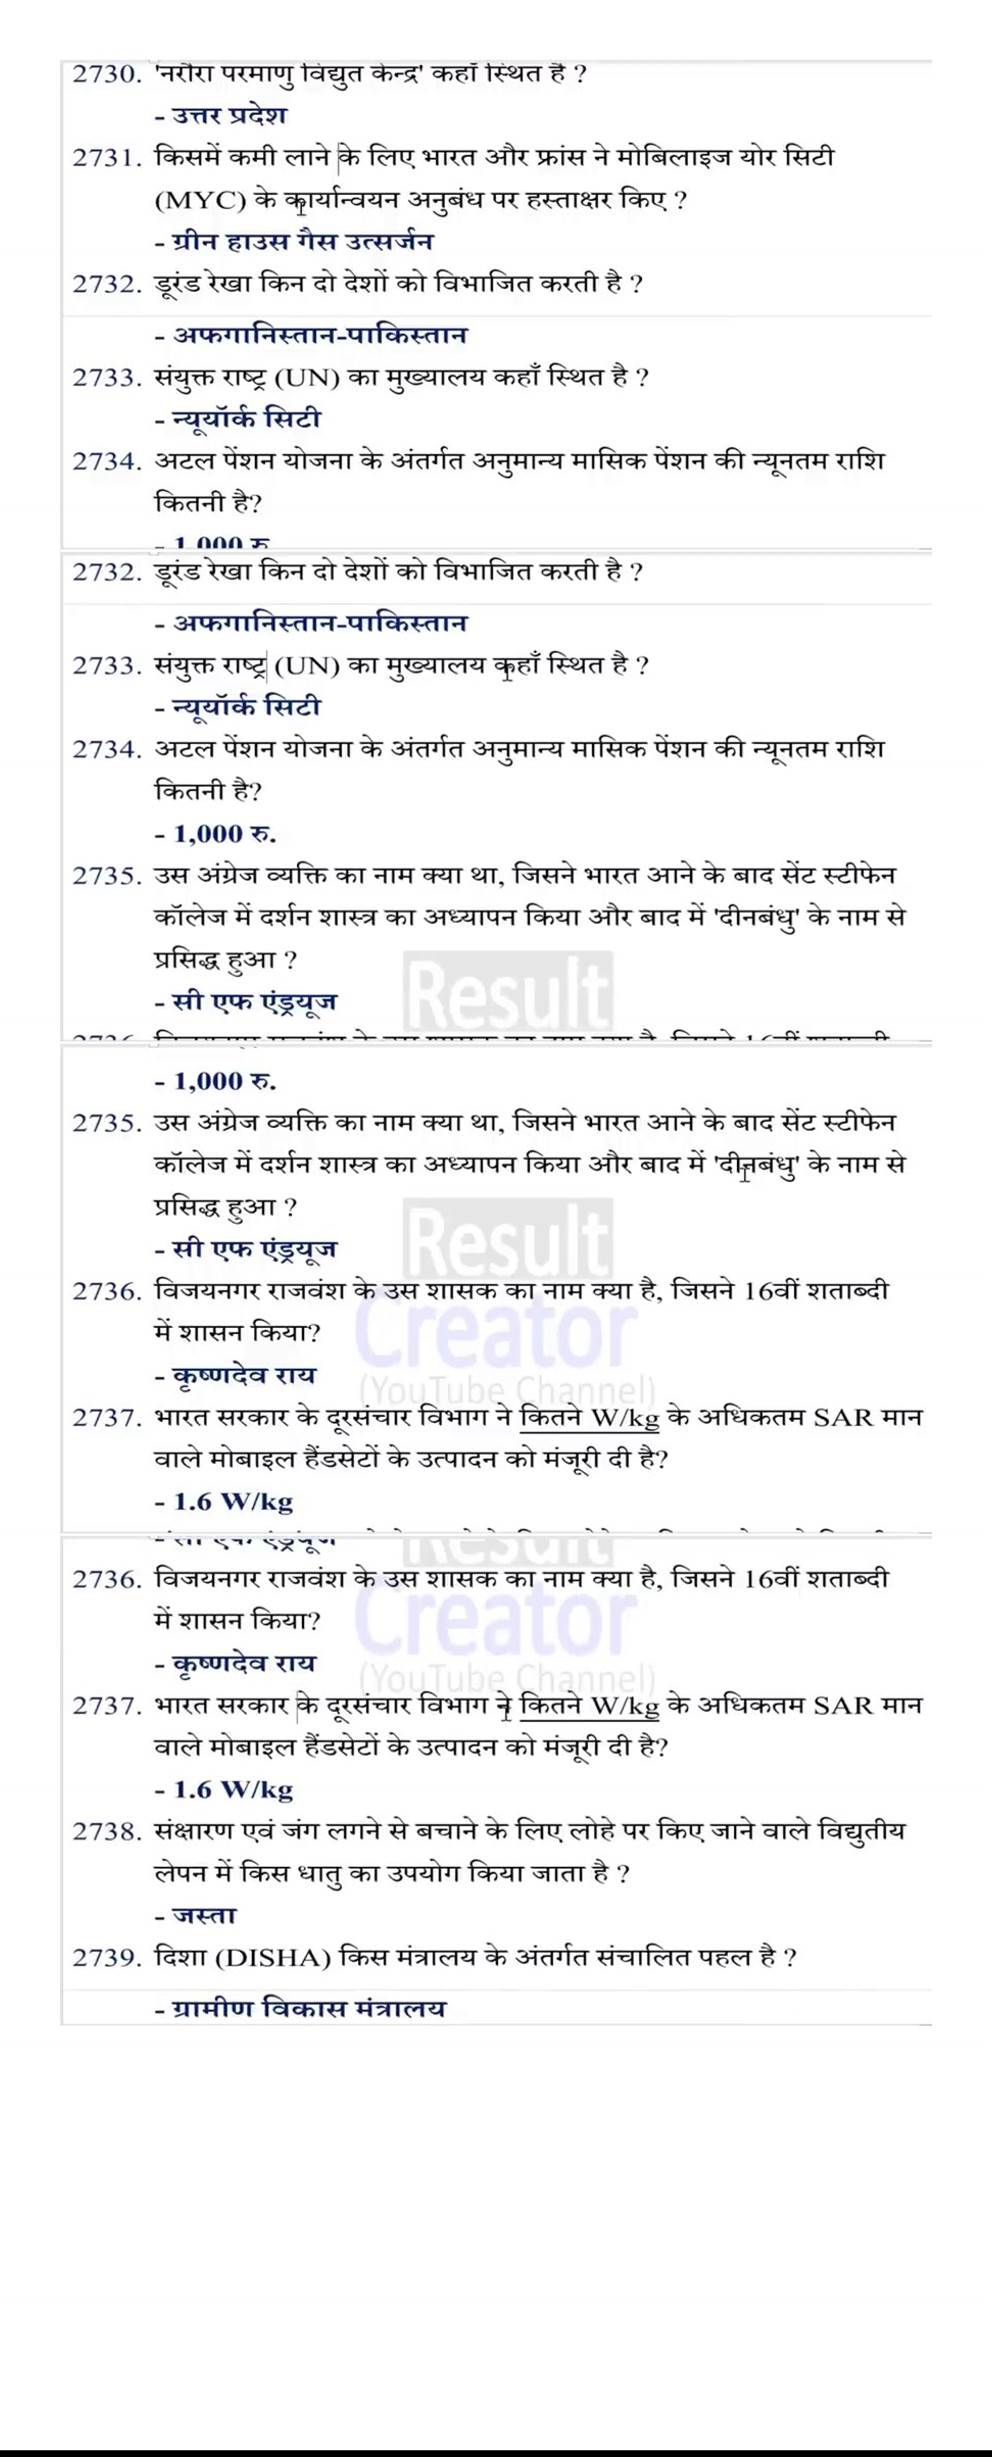 2730. 'नरौरा परमाणु विद्युत केन्द्र' कहाँ स्थित है ?
- उत्तर प्रदेश
2731. किसमें कमी लाने के लिए भारत और फ्रांस ने मोबिलाइज योर सिटी
(MYC) के कार्यान्वयन अनुबंध पर हस्ताक्षर किए ?
- ग्रीन हाउस गैस उत्सर्जन
2732. डूरंड रेखा किन दो देशों को विभाजित करती है ?
- अफगानिस्तान-पाकिस्तान
2733. संयुक्त राष्ट्र (UN) का मुख्यालय कहाँ स्थित है ?
- न्यूयॉर्क सिटी
2734. अटल पेंशन योजना के अंतर्गत अनुमान्य मासिक पेंशन की न्यूनतम राशि
कितनी है?
- 1,000 रु
2732. डूरंड रेखा किन दो देशों को विभाजित करती है ?
- अफगानिस्तान-पाकिस्तान
2733. संयुक्त राष्ट्र (UN) का मुख्यालय कहाँ स्थित है ?
- न्यूयॉर्क सिटी
2734. अटल पेंशन योजना के अंतर्गत अनुमान्य मासिक पेंशन की न्यूनतम राशि
कितनी है?
- 1,000 रु.
2735. उस अंग्रेज व्यक्ति का नाम क्या था, जिसने भारत आने के बाद सेंट स्टीफेन
कॉलेज में दर्शन शास्त्र का अध्यापन किया और बाद में 'दीनबंधु' के नाम से
प्रसिद्ध हुआ ?
- सी एफ एंड्रयूज
Result
- 1,000 रु.
2735. उस अंग्रेज व्यक्ति का नाम क्या था, जिसने भारत आने के बाद सेंट स्टीफेन
कॉलेज में दर्शन शास्त्र का अध्यापन किया और बाद में 'दीनबंधु' के नाम से
प्रसिद्ध हुआ ?
- सी एफ एंड्रयूज
Result
2736. विजयनगर राजवंश के उस शासक का नाम क्या है, जिसने 16वीं शताब्दी
में शासन किया?
Creator
- कृष्णदेव राय
(YouTube Channel)
2737. भारत सरकार के दूरसंचार विभाग ने कितने W/kg के अधिकतम SAR मान
वाले मोबाइल हैंडसेटों के उत्पादन को मंजूरी दी है?
- 1.6 W/kg
2736. विजयनगर राजवंश के उस शासक का नाम क्या है, जिसने 16वीं शताब्दी
में शासन किया?
Creator
- कृष्णदेव राय
(YouTube Channel)
2737. भारत सरकार के दूरसंचार विभाग ने कितने W/kg के अधिकतम SAR मान
वाले मोबाइल हैंडसेटों के उत्पादन को मंजूरी दी है?
- 1.6 W/kg
2738. संक्षारण एवं जंग लगने से बचाने के लिए लोहे पर किए जाने वाले विद्युतीय
लेपन में किस धातु का उपयोग किया जाता है ?
- जस्ता
2739. दिशा (DISHA) किस मंत्रालय के अंतर्गत संचालित पहल है ?
- ग्रामीण विकास मंत्रालय